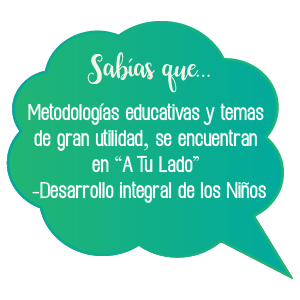 Sabías que...
Metodologías educativas y temas
de gran utilidad, se encuentran
en “A Tu Lado”
-Desarrollo integral de los Niños